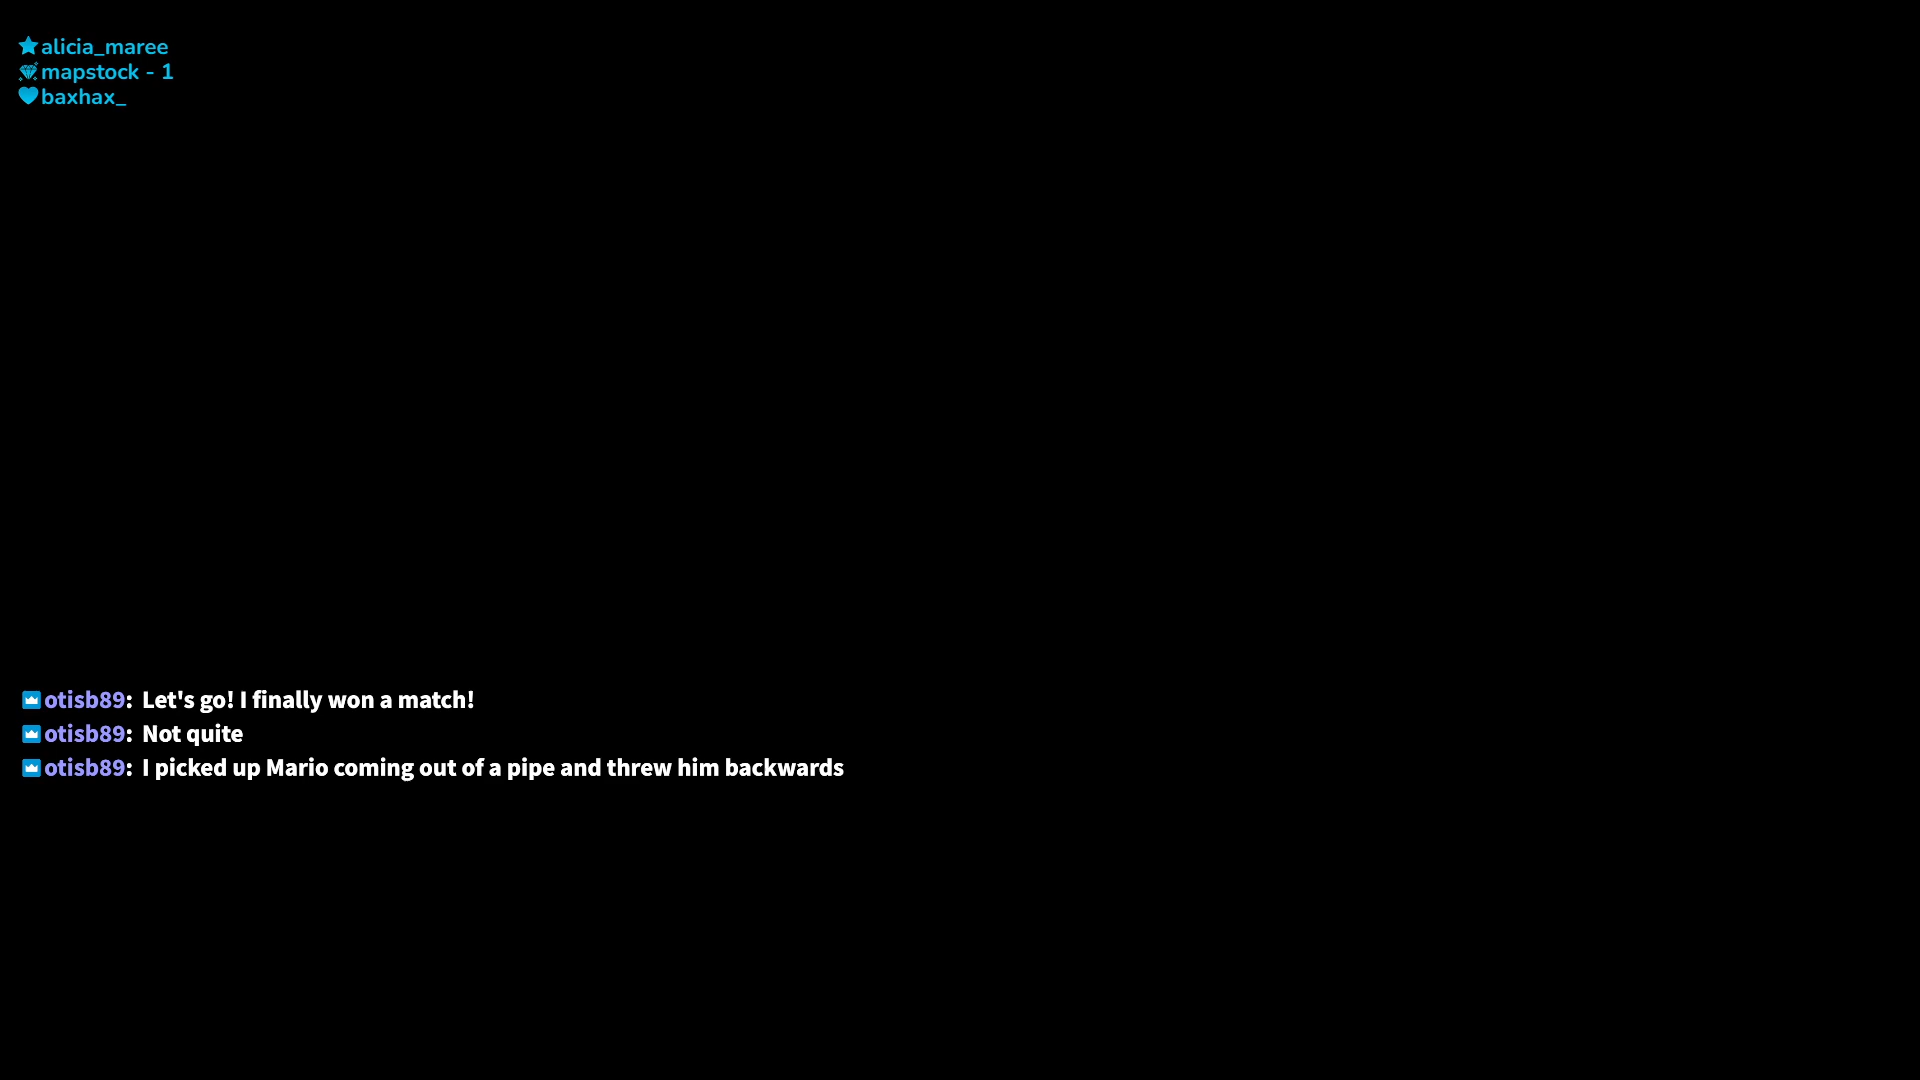 alicia_maree
mapstock - 1
baxhax_
otisb89: Let's go! I finally won a match!
otisb89: Not quite
otisb89: I picked up Mario coming out of a pipe and threw him backwards